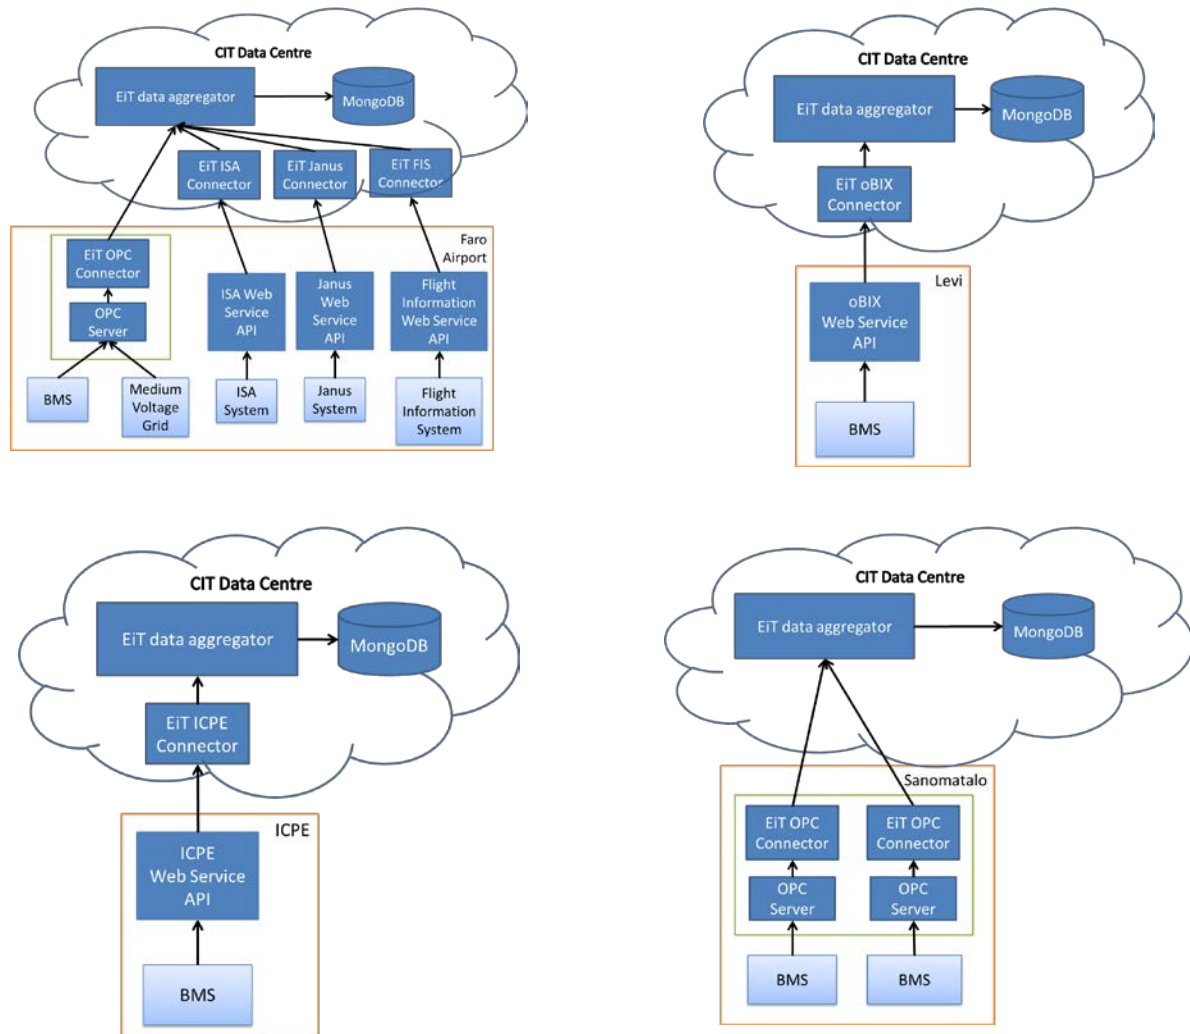 CIT Data Centre
EiT data aggregator
MongoDB
EiT ISA
Connector
EiT Janus
Connector
EiT FIS
Connector
Faro
Airport
EiT OPC
Connector
OPC
Server
ISA Web
Service
API
Janus
Web
Service
API
Flight
Information
Web Service
API
BMS
Medium
Voltage
Grid
ISA
System
Janus
System
Flight
Information
System
CIT Data Centre
EiT data aggregator
MongoDB
EiT oBIX
Connector
Levi
oBIX
Web Service
API
BMS
CIT Data Centre
EiT data aggregator
MongoDB
EiT ICPE
Connector
ICPE
ICPE
Web Service
API
BMS
CIT Data Centre
EiT data aggregator
MongoDB
Sanomatalo
EiT OPC
Connector
EiT OPC
Connector
OPC
Server
OPC
Server
BMS
BMS